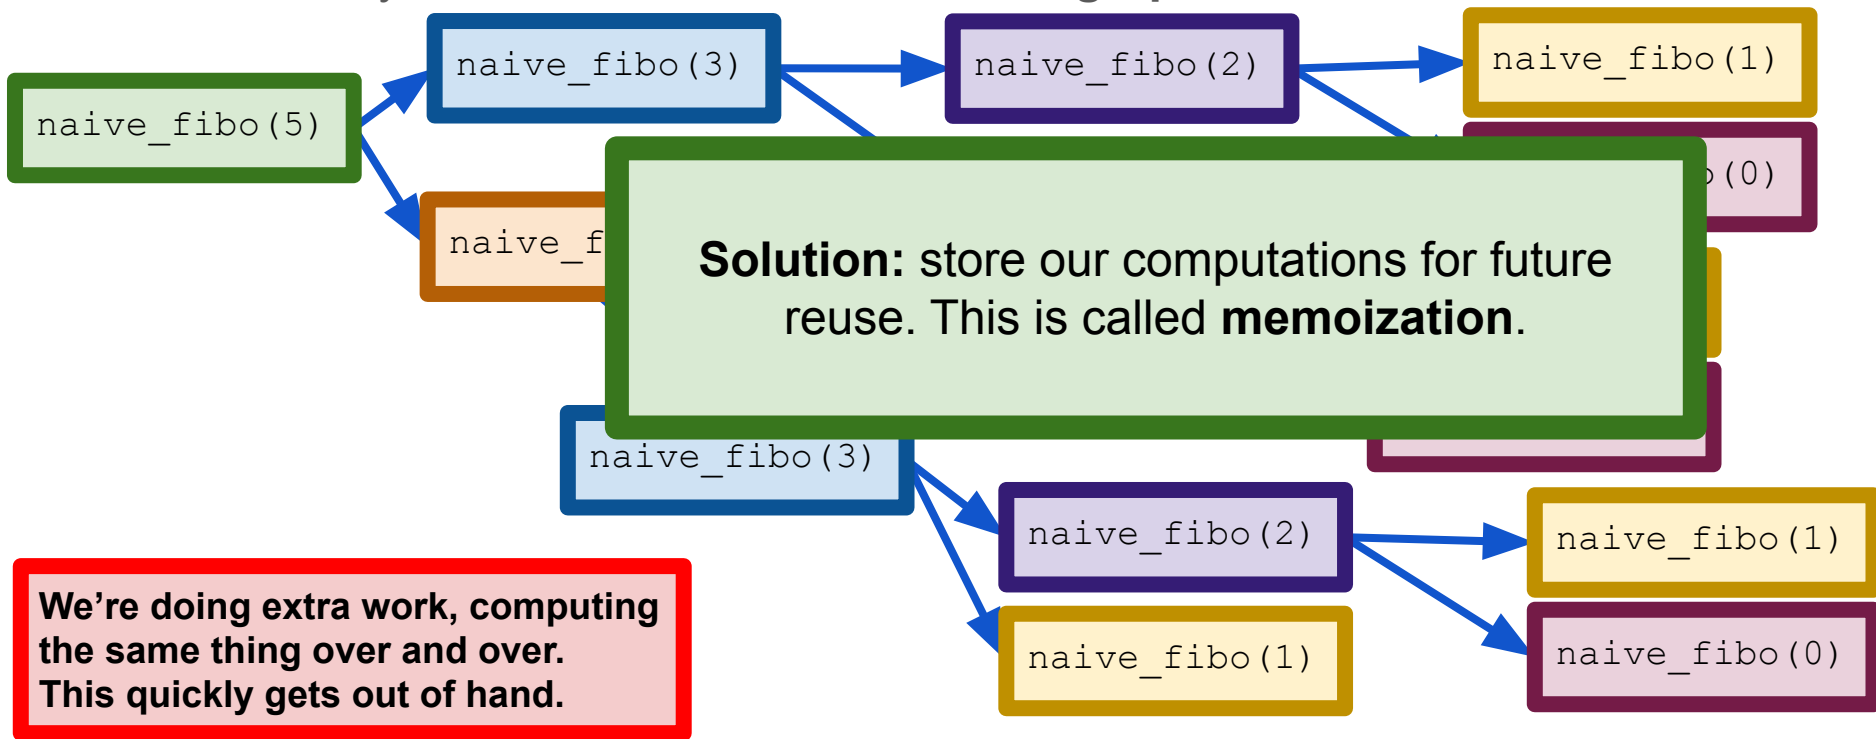 naive_fibo(3)
naive_fibo(2)
naive_fibo(1)
naive_fibo(5)
(0)
naive_f
Solution: store our computations for future
reuse. This is called memoization.
naive_fibo(3)
naive_fibo(2)
naive_fibo(1)
We’re doing extra work, computing
the same thing over and over.
This quickly gets out of hand.
naive_fibo(1)
naive_fibo(0)